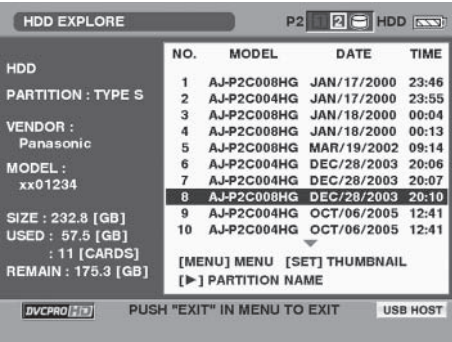 HDD EXPLORE
P2 1 2 HDD
HDD
PARTITION : TYPE S
VENDOR :
Panasonic
MODEL :
xx01234
SIZE : 232.8 [GB]
USED : 57.5 [GB]
: 11 [CARDS]
REMAIN : 175.3 [GB]
NO. MODEL DATE TIME
1 AJ-P2C008HG JAN/17/2000 23:46
2 AJ-P2C004HG JAN/17/2000 23:55
3 AJ-P2C008HG JAN/18/2000 00:04
4 AJ-P2C008HG JAN/18/2000 00:13
5 AJ-P2C008HG MAR/19/2002 09:14
6 AJ-P2C004HG DEC/28/2003 20:06
7 AJ-P2C004HG DEC/28/2003 20:07
8 AJ-P2C008HG DEC/28/2003 20:10
9 AJ-P2C004HG OCT/06/2005 12:41
10 AJ-P2C004HG OCT/06/2005 12:41
[MENU] MENU [SET] THUMBNAIL
[►] PARTITION NAME
DVCPRO HD PUSH "EXIT" IN MENU TO EXIT USB HOST